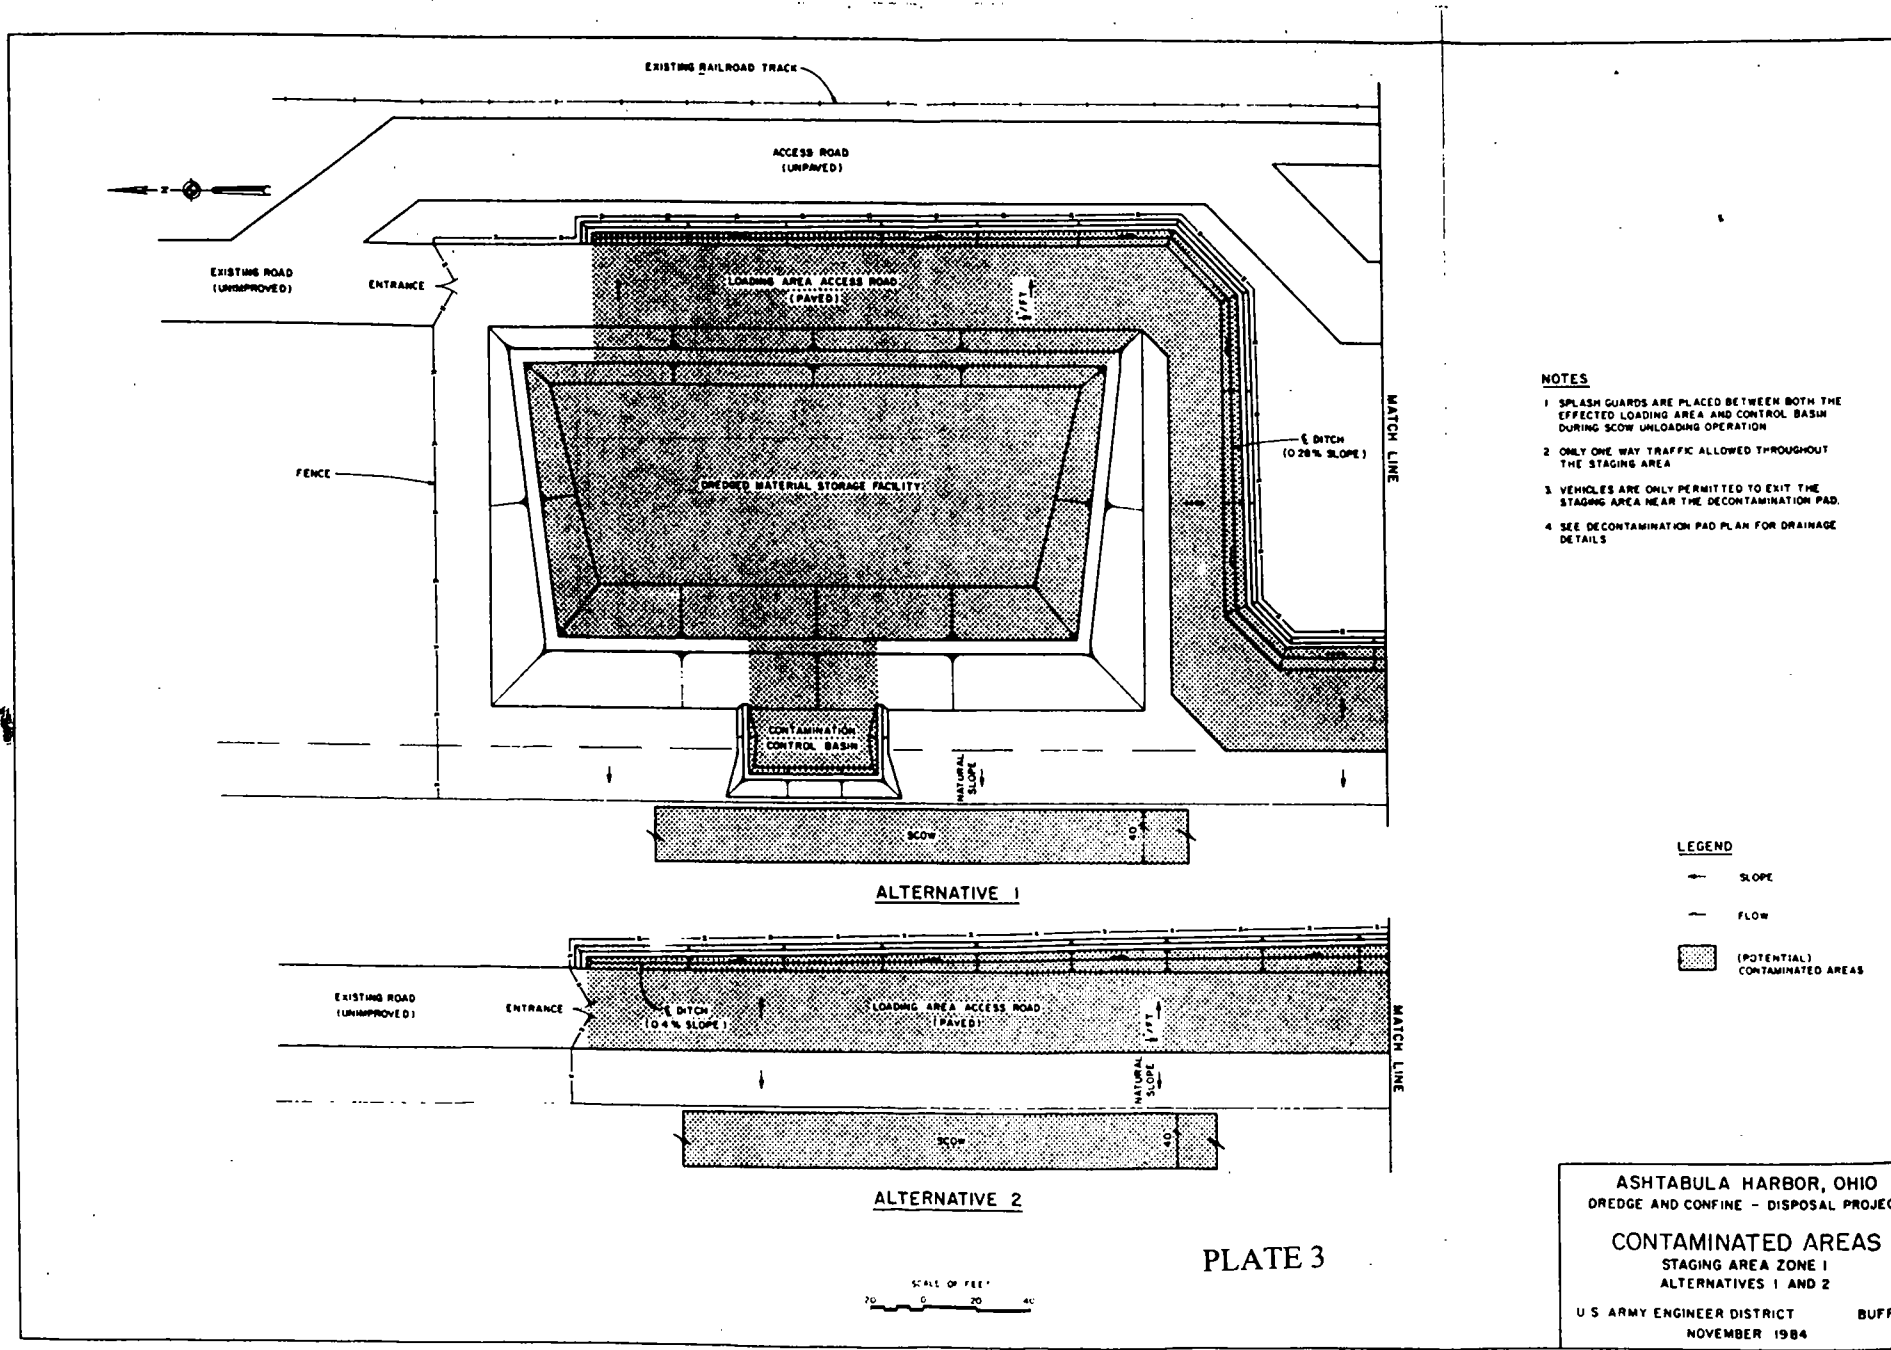 EXISTING RAILROAD TRACK
ACCESS ROAD
(UNPAVED)
N
EXISTING ROAD
(UNIMPROVED)
ENTRANCE
LOADING AREA ACCESS ROAD
(PAVED)
"/FT
FENCE
DREDGED MATERIAL STORAGE FACILITY
℄ DITCH
(0.28% SLOPE)
MATCH LINE
CONTAMINATION
CONTROL BASIN
NATURAL
SLOPE
SCOW
40'
ALTERNATIVE 1
EXISTING ROAD
(UNIMPROVED)
ENTRANCE
℄ DITCH
(0.4% SLOPE)
LOADING AREA ACCESS ROAD
(PAVED)
"/FT
MATCH LINE
NATURAL
SLOPE
SCOW
40'
ALTERNATIVE 2
PLATE 3
SCALE OF FEET
20 0 20 40
NOTES
1 SPLASH GUARDS ARE PLACED BETWEEN BOTH THE
EFFECTED LOADING AREA AND CONTROL BASIN
DURING SCOW UNLOADING OPERATION
2 ONLY ONE WAY TRAFFIC ALLOWED THROUGHOUT
THE STAGING AREA
3. VEHICLES ARE ONLY PERMITTED TO EXIT THE
STAGING AREA NEAR THE DECONTAMINATION PAD.
4 SEE DECONTAMINATION PAD PLAN FOR DRAINAGE
DETAILS
LEGEND
SLOPE
FLOW
(POTENTIAL)
CONTAMINATED AREAS
ASHTABULA HARBOR, OHIO
DREDGE AND CONFINE - DISPOSAL PROJEC
CONTAMINATED AREAS
STAGING AREA ZONE 1
ALTERNATIVES 1 AND 2
U S ARMY ENGINEER DISTRICT BUFF
NOVEMBER 1984